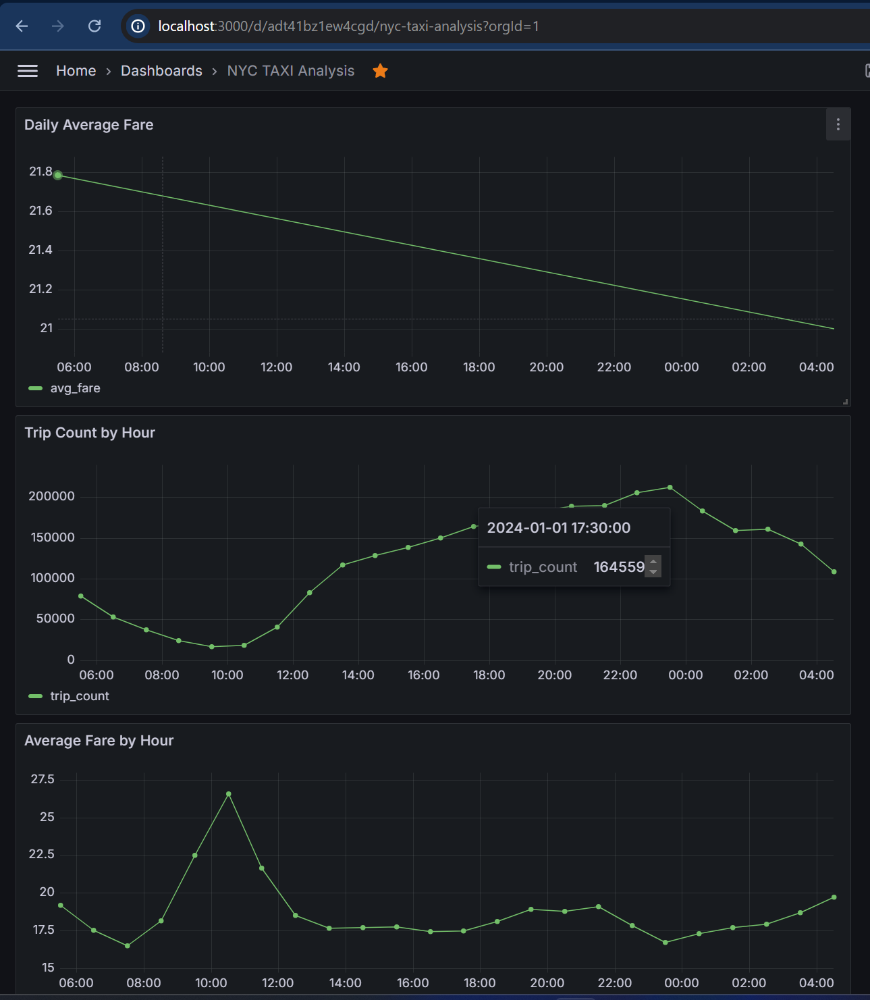 localhost:3000/d/adt41bz1ew4cgd/nyc-taxi-analysis?orgId=1
Home › Dashboards › NYC TAXI Analysis
Daily Average Fare
21.8
21.6
21.4
21.2
21
06:00 08:00 10:00 12:00 14:00 16:00 18:00 20:00 22:00 00:00 02:00 04:00
avg_fare
Trip Count by Hour
200000
150000
100000
50000
0
2024-01-01 17:30:00
trip_count 164559
06:00 08:00 10:00 12:00 14:00 16:00 18:00 20:00 22:00 00:00 02:00 04:00
trip_count
Average Fare by Hour
27.5
25
22.5
20
17.5
15
06:00 08:00 10:00 12:00 14:00 16:00 18:00 20:00 22:00 00:00 02:00 04:00